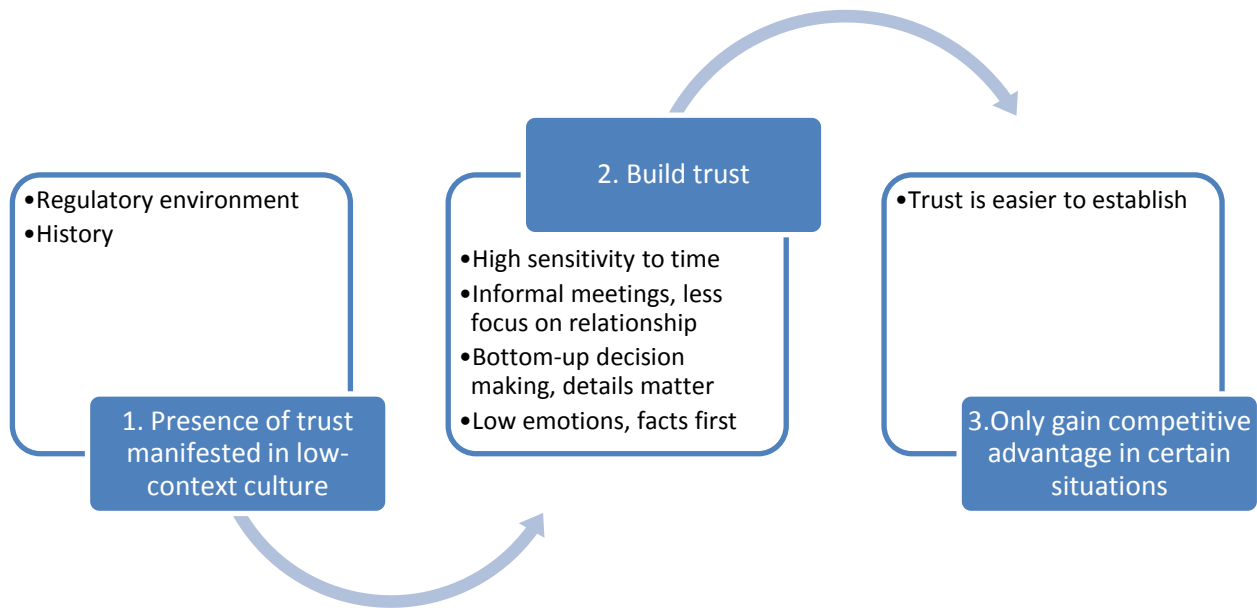 •Regulatory environment
•History
1. Presence of trust
manifested in low-
context culture
2. Build trust
•High sensitivity to time
•Informal meetings, less
focus on relationship
•Bottom-up decision
making, details matter
•Low emotions, facts first
•Trust is easier to establish
3.Only gain competitive
advantage in certain
situations